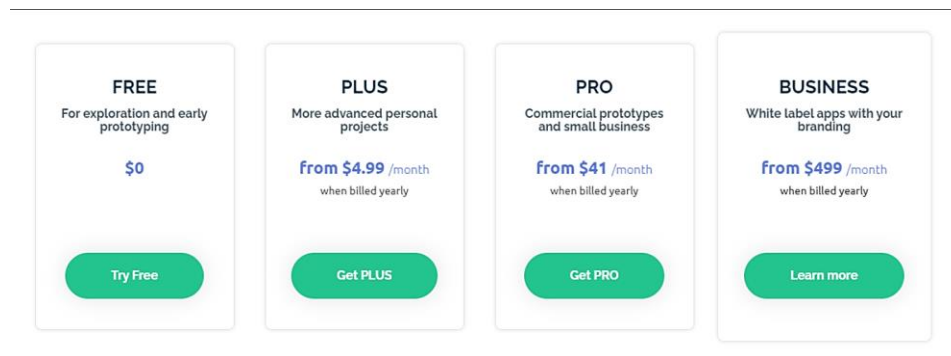 FREE
For exploration and early
prototyping
$0
Try Free
PLUS
More advanced personal
projects
from $4.99 /month
when billed yearly
Get PLUS
PRO
Commercial prototypes
and small business
from $41 /month
when billed yearly
Get PRO
BUSINESS
White label apps with your
branding
from $499 /month
when billed yearly
Learn more